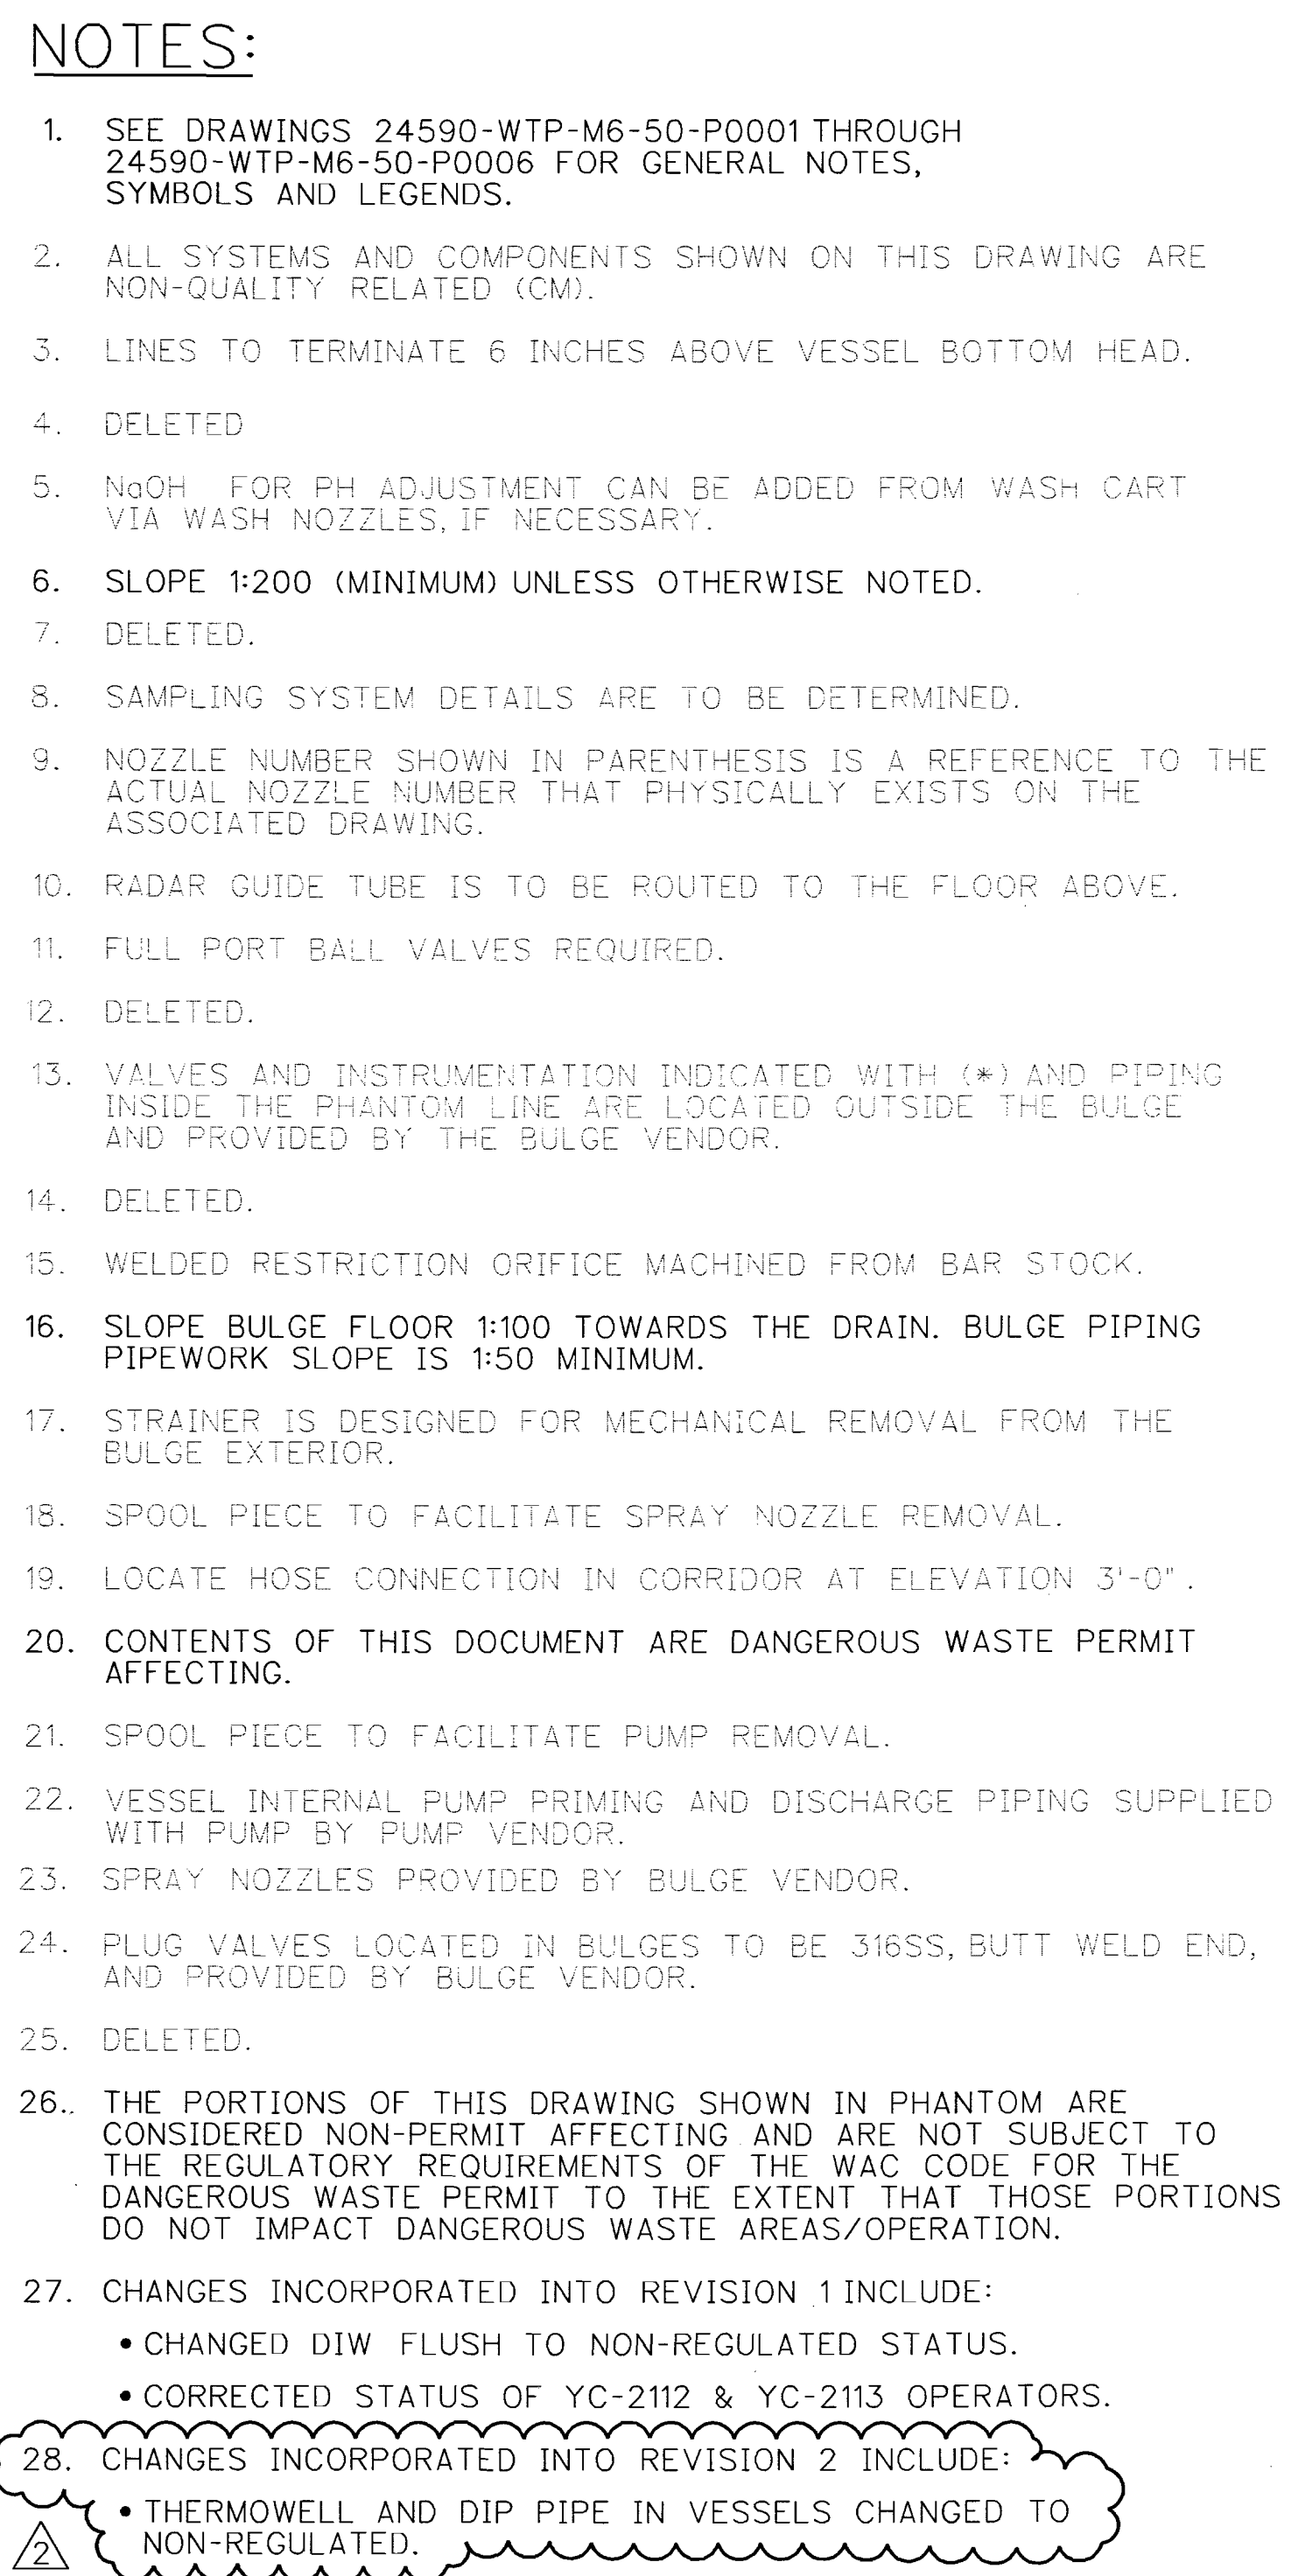 NOTES:
1. SEE DRAWINGS 24590-WTP-M6-50-P0001 THROUGH
24590-WTP-M6-50-P0006 FOR GENERAL NOTES,
SYMBOLS AND LEGENDS.
2. ALL SYSTEMS AND COMPONENTS SHOWN ON THIS DRAWING ARE
NON-QUALITY RELATED (CM).
3. LINES TO TERMINATE 6 INCHES ABOVE VESSEL BOTTOM HEAD.
4. DELETED
5. NaOH FOR PH ADJUSTMENT CAN BE ADDED FROM WASH CART
VIA WASH NOZZLES, IF NECESSARY.
6. SLOPE 1:200 (MINIMUM) UNLESS OTHERWISE NOTED.
7. DELETED.
8. SAMPLING SYSTEM DETAILS ARE TO BE DETERMINED.
9. NOZZLE NUMBER SHOWN IN PARENTHESIS IS A REFERENCE TO THE
ACTUAL NOZZLE NUMBER THAT PHYSICALLY EXISTS ON THE
ASSOCIATED DRAWING.
10. RADAR GUIDE TUBE IS TO BE ROUTED TO THE FLOOR ABOVE.
11. FULL PORT BALL VALVES REQUIRED.
12. DELETED.
13. VALVES AND INSTRUMENTATION INDICATED WITH (*) AND PIPING
INSIDE THE PHANTOM LINE ARE LOCATED OUTSIDE THE BULGE
AND PROVIDED BY THE BULGE VENDOR.
14. DELETED.
15. WELDED RESTRICTION ORIFICE MACHINED FROM BAR STOCK.
16. SLOPE BULGE FLOOR 1:100 TOWARDS THE DRAIN. BULGE PIPING
PIPEWORK SLOPE IS 1:50 MINIMUM.
17. STRAINER IS DESIGNED FOR MECHANICAL REMOVAL FROM THE
BULGE EXTERIOR.
18. SPOOL PIECE TO FACILITATE SPRAY NOZZLE REMOVAL.
19. LOCATE HOSE CONNECTION IN CORRIDOR AT ELEVATION 3'-0".
20. CONTENTS OF THIS DOCUMENT ARE DANGEROUS WASTE PERMIT
AFFECTING.
21. SPOOL PIECE TO FACILITATE PUMP REMOVAL.
22. VESSEL INTERNAL PUMP PRIMING AND DISCHARGE PIPING SUPPLIED
WITH PUMP BY PUMP VENDOR.
23. SPRAY NOZZLES PROVIDED BY BULGE VENDOR.
24. PLUG VALVES LOCATED IN BULGES TO BE 316SS, BUTT WELD END,
AND PROVIDED BY BULGE VENDOR.
25. DELETED.
26. THE PORTIONS OF THIS DRAWING SHOWN IN PHANTOM ARE
CONSIDERED NON-PERMIT AFFECTING AND ARE NOT SUBJECT TO
THE REGULATORY REQUIREMENTS OF THE WAC CODE FOR THE
DANGEROUS WASTE PERMIT TO THE EXTENT THAT THOSE PORTIONS
DO NOT IMPACT DANGEROUS WASTE AREAS/OPERATION.
27. CHANGES INCORPORATED INTO REVISION 1 INCLUDE:
• CHANGED DIW FLUSH TO NON-REGULATED STATUS.
• CORRECTED STATUS OF YC-2112 & YC-2113 OPERATORS.
28. CHANGES INCORPORATED INTO REVISION 2 INCLUDE:
• THERMOWELL AND DIP PIPE IN VESSELS CHANGED TO
NON-REGULATED.
2